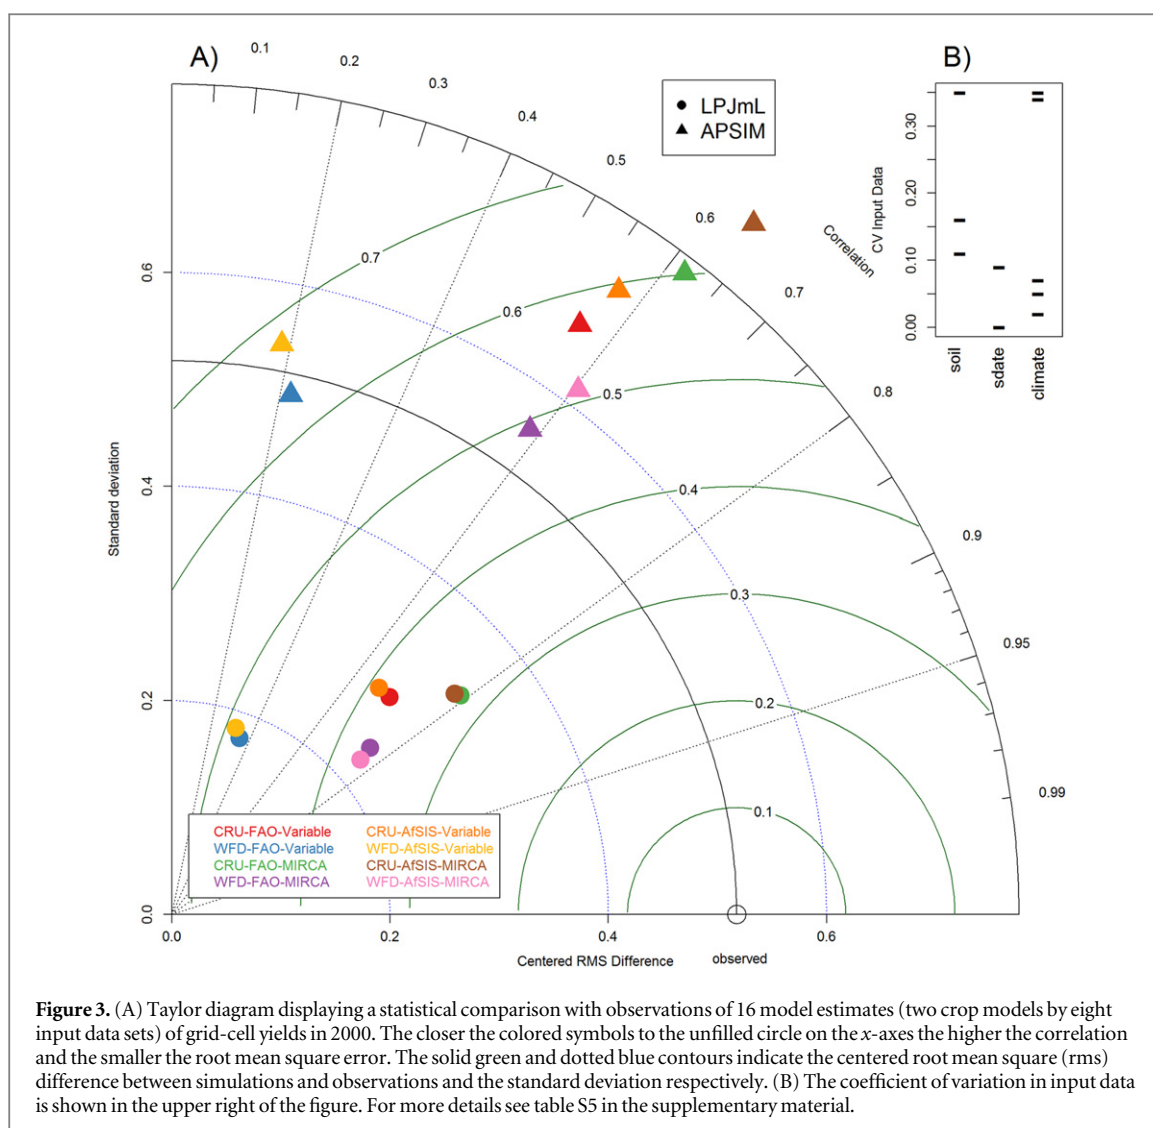 A)
0.1
0.2
0.3
0.4
0.5
0.6
0.7
0.8
0.9
0.95
0.99
Correlation
LPJmL
APSIM
B)
CV Input Data
0.00
0.10
0.20
0.30
soil
sdate
climate
0.7
0.6
0.5
0.4
0.3
0.2
0.1
Standard deviation
0.6
0.4
0.2
0.0
CRU-FAO-Variable
WFD-FAO-Variable
CRU-FAO-MIRCA
WFD-FAO-MIRCA
CRU-AfSIS-Variable
WFD-AfSIS-Variable
CRU-AfSIS-MIRCA
WFD-AfSIS-MIRCA
0.0
0.2
0.4
0.6
Centered RMS Difference
observed
Figure 3. (A) Taylor diagram displaying a statistical comparison with observations of 16 model estimates (two crop models by eight
input data sets) of grid-cell yields in 2000. The closer the colored symbols to the unfilled circle on the x-axes the higher the correlation
and the smaller the root mean square error. The solid green and dotted blue contours indicate the centered root mean square (rms)
difference between simulations and observations and the standard deviation respectively. (B) The coefficient of variation in input data
is shown in the upper right of the figure. For more details see table S5 in the supplementary material.